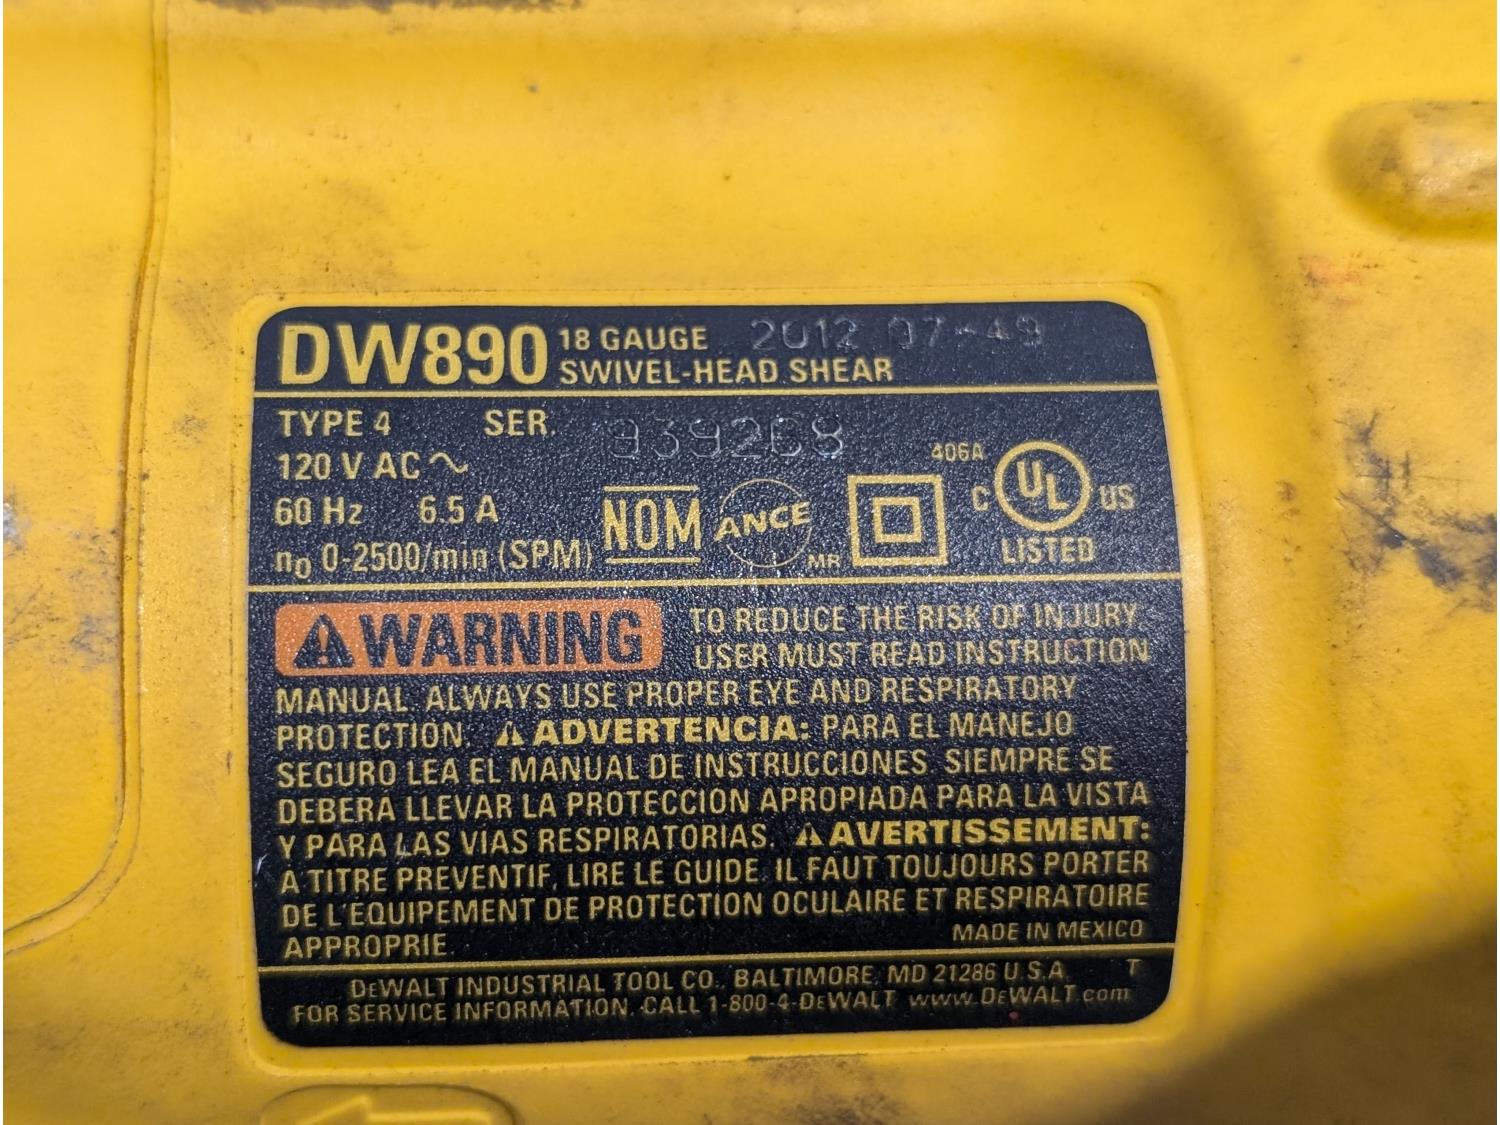 DW890 18 GAUGE 2012 07-49
SWIVEL-HEAD SHEAR
TYPE 4 SER. 939268
120 V AC ~
60 Hz 6.5 A
n0 0-2500/min (SPM)
NOM ANCE MR
406A
C UL US
LISTED
WARNING TO REDUCE THE RISK OF INJURY
USER MUST READ INSTRUCTION
MANUAL. ALWAYS USE PROPER EYE AND RESPIRATORY
PROTECTION. ADVERTENCIA: PARA EL MANEJO
SEGURO LEA EL MANUAL DE INSTRUCCIONES. SIEMPRE SE
DEBERA LLEVAR LA PROTECCION APROPIADA PARA LA VISTA
Y PARA LAS VIAS RESPIRATORIAS. AVERTISSEMENT:
A TITRE PREVENTIF, LIRE LE GUIDE. IL FAUT TOUJOURS PORTER
DE L'EQUIPEMENT DE PROTECTION OCULAIRE ET RESPIRATOIRE
APPROPRIE.
MADE IN MEXICO
DEWALT INDUSTRIAL TOOL CO., BALTIMORE, MD 21286 U.S.A. T
FOR SERVICE INFORMATION, CALL 1-800-4-DEWALT www.DEWALT.com